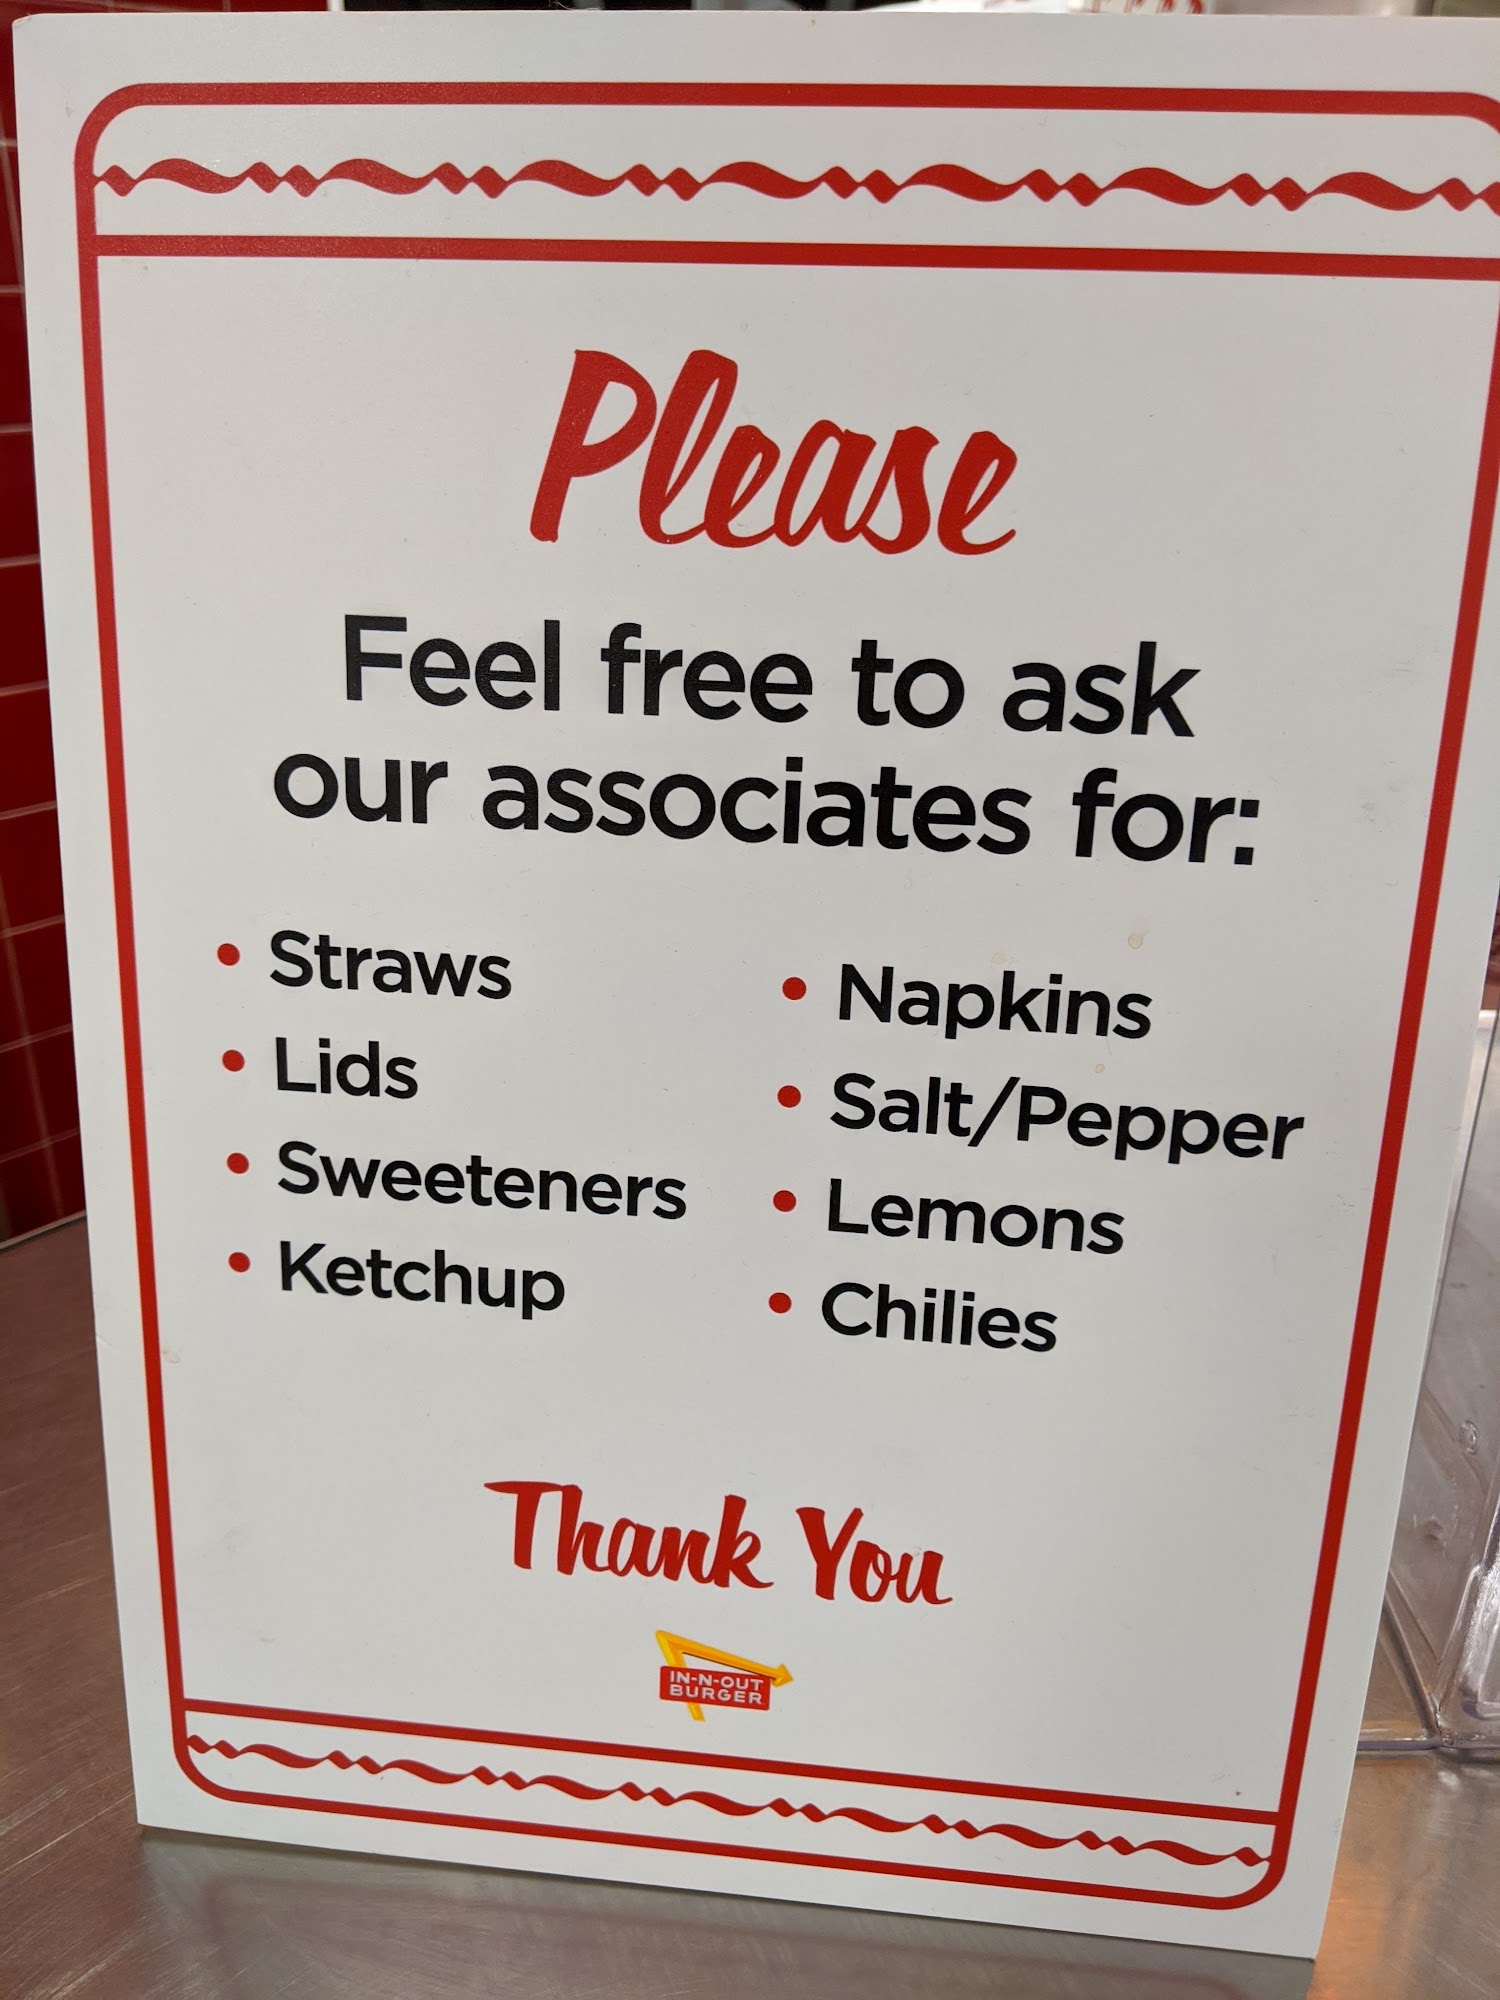 Please
Feel free to ask
our associates for:
• Straws
• Lids
• Sweeteners
• Ketchup
• Napkins
• Salt/Pepper
• Lemons
• Chilies
Thank You
IN-N-OUT
BURGER